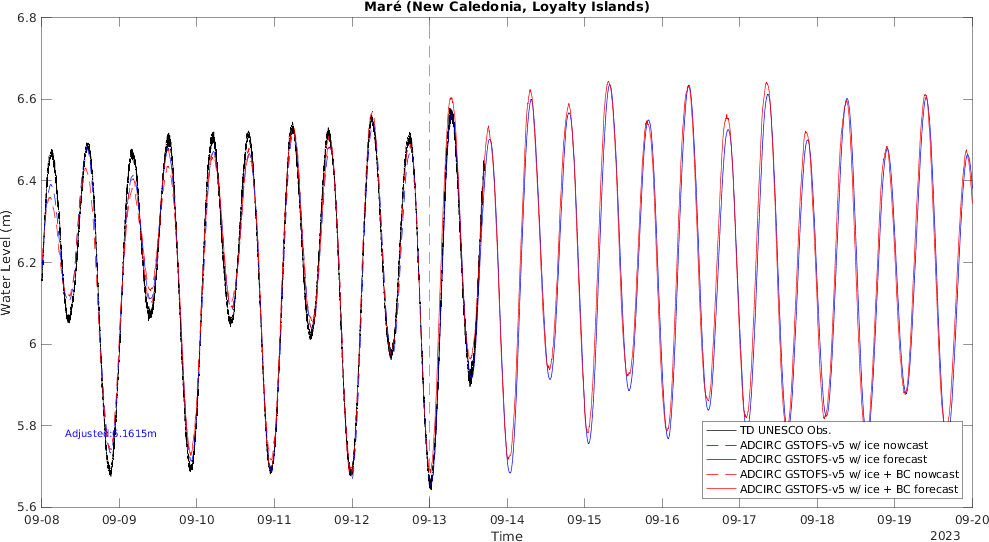 Maré (New Caledonia, Loyalty Islands)
6.8
6.6
6.4
6.2
6
5.8
5.6
Water Level (m)
Adjusted:6.1615m
TD UNESCO Obs.
ADCIRC GSTOFS-v5 w/ ice nowcast
ADCIRC GSTOFS-v5 w/ ice forecast
ADCIRC GSTOFS-v5 w/ ice + BC nowcast
ADCIRC GSTOFS-v5 w/ ice + BC forecast
09-08 09-09 09-10 09-11 09-12 09-13 09-14 09-15 09-16 09-17 09-18 09-19 09-20
Time
2023